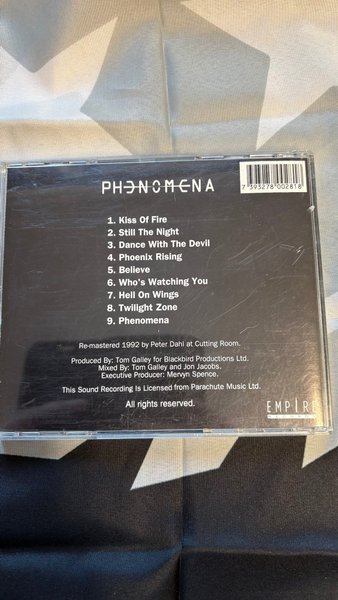 PHENOMENA
7 393278 002818
1. Kiss Of Fire
2. Still The Night
3. Dance With The Devil
4. Phoenix Rising
5. Believe
6. Who's Watching You
7. Hell On Wings
8. Twilight Zone
9. Phenomena
Re-mastered 1992 by Peter Dahl at Cutting Room.
Produced By: Tom Galley for Blackbird Productions Ltd.
Mixed By: Tom Galley and Jon Jacobs.
Executive Producer: Mervyn Spence.
This Sound Recording Is Licensed from Parachute Music Ltd.
All rights reserved.
EMPIRE